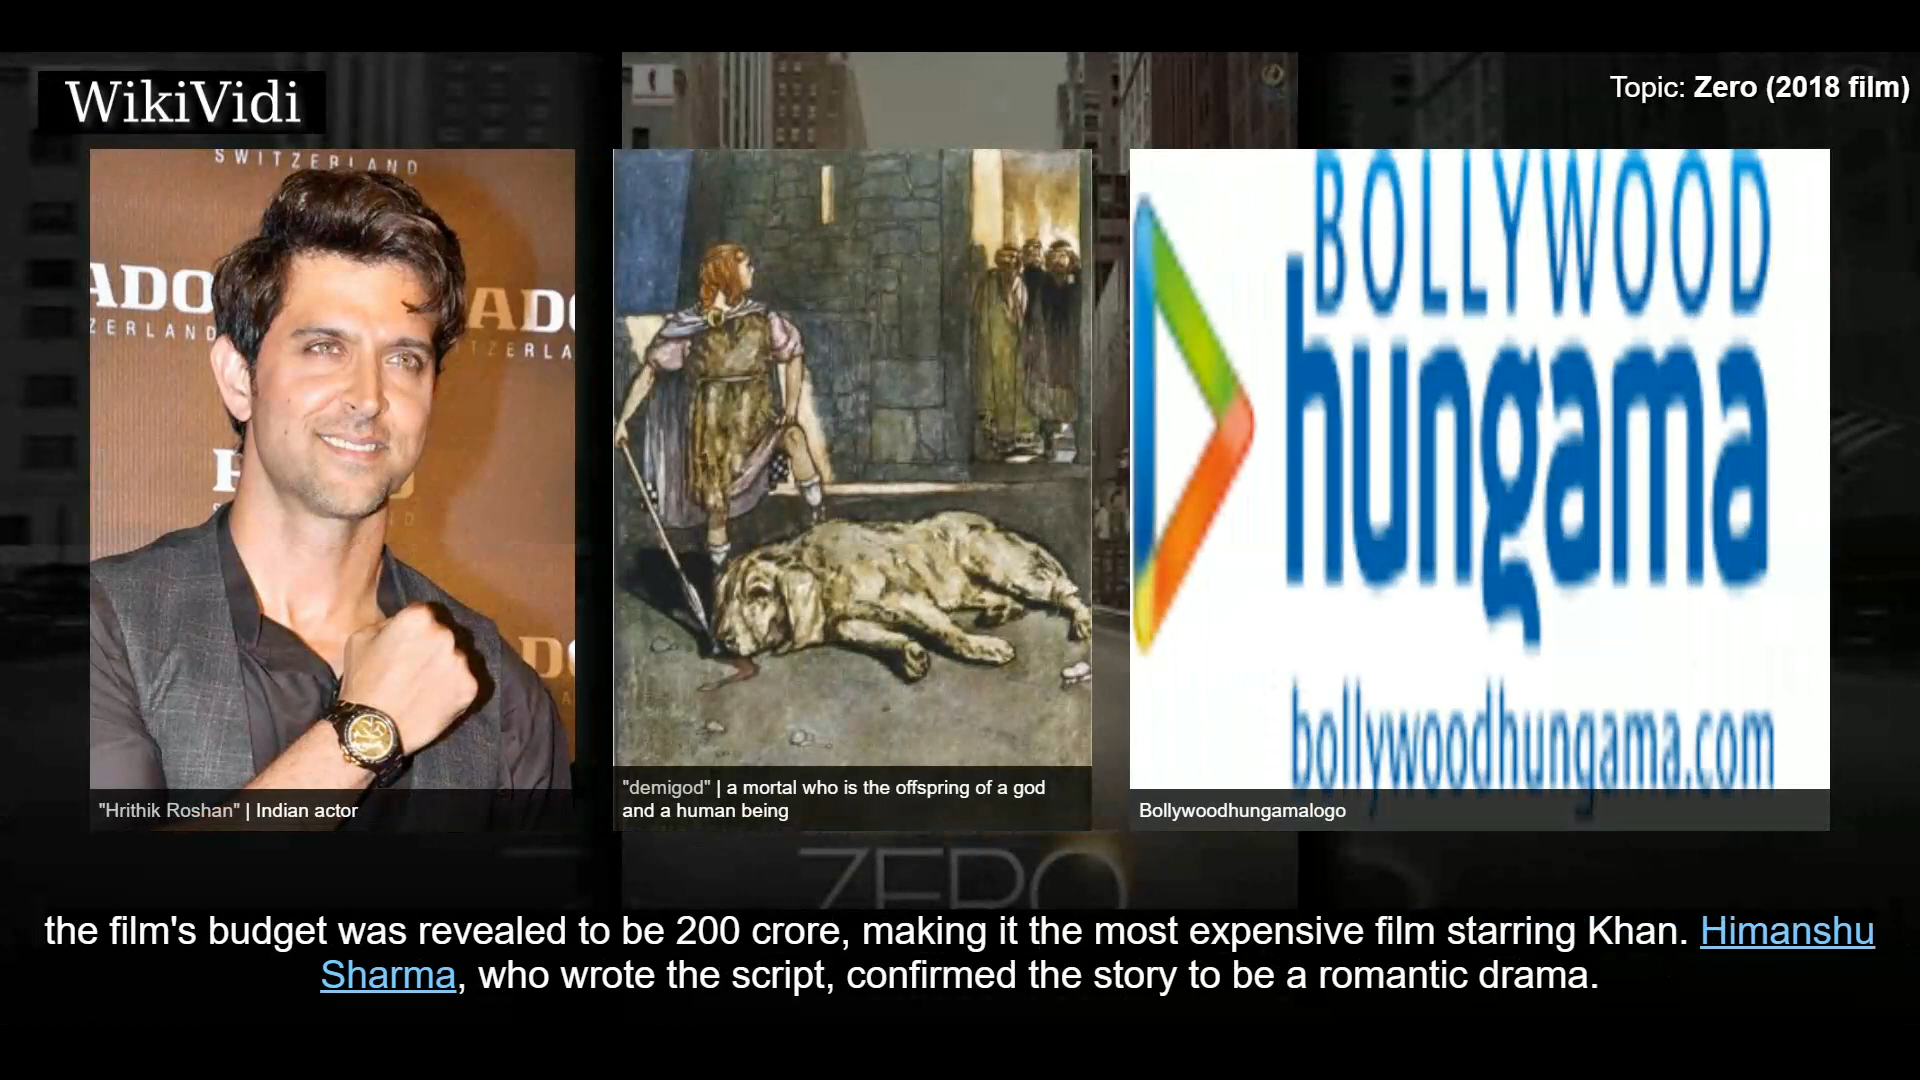 WikiVidi
Topic: Zero (2018 film)
SWITZERLAND
ADO
ADO
ZERLAND
TZERLA
BOLLYWOOD
hungama
bollywoodhungama.com
"Hrithik Roshan" | Indian actor
"demigod" | a mortal who is the offspring of a god
and a human being
Bollywoodhungamalogo
ZERO
the film's budget was revealed to be 200 crore, making it the most expensive film starring Khan. Himanshu
Sharma, who wrote the script, confirmed the story to be a romantic drama.